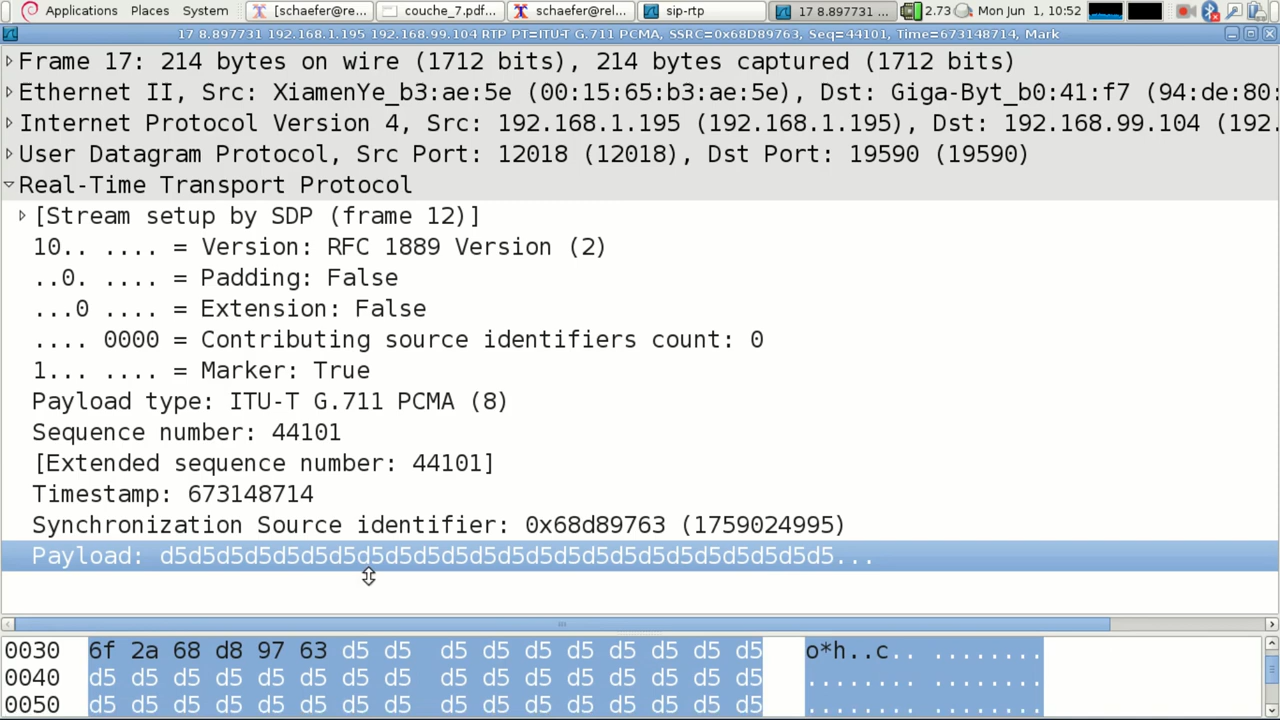 Applications Places System [schaefer@re... couche_7.pdf... schaefer@rel... sip-rtp 17 8.897731 ... 2.73 Mon Jun 1, 10:52
17 8.897731 192.168.1.195 192.168.99.104 RTP PT=ITU-T G.711 PCMA, SSRC=0x68D89763, Seq=44101, Time=673148714, Mark
Frame 17: 214 bytes on wire (1712 bits), 214 bytes captured (1712 bits)
Ethernet II, Src: XiamenYe_b3:ae:5e (00:15:65:b3:ae:5e), Dst: Giga-Byt_b0:41:f7 (94:de:80:
Internet Protocol Version 4, Src: 192.168.1.195 (192.168.1.195), Dst: 192.168.99.104 (192.
User Datagram Protocol, Src Port: 12018 (12018), Dst Port: 19590 (19590)
Real-Time Transport Protocol
[Stream setup by SDP (frame 12)]
10.. .... = Version: RFC 1889 Version (2)
..0. .... = Padding: False
...0 .... = Extension: False
.... 0000 = Contributing source identifiers count: 0
1... .... = Marker: True
Payload type: ITU-T G.711 PCMA (8)
Sequence number: 44101
[Extended sequence number: 44101]
Timestamp: 673148714
Synchronization Source identifier: 0x68d89763 (1759024995)
Payload: d5d5d5d5d5d5d5d5d5d5d5d5d5d5d5d5d5d5d5d5d5d5d5d5...
0030 6f 2a 68 d8 97 63 d5 d5 d5 d5 d5 d5 d5 d5 d5 d5 o*h..c.. ........
0040 d5 d5 d5 d5 d5 d5 d5 d5 d5 d5 d5 d5 d5 d5 d5 d5 ........ ........
0050 d5 d5 d5 d5 d5 d5 d5 d5 d5 d5 d5 d5 d5 d5 d5 d5 ........ ........